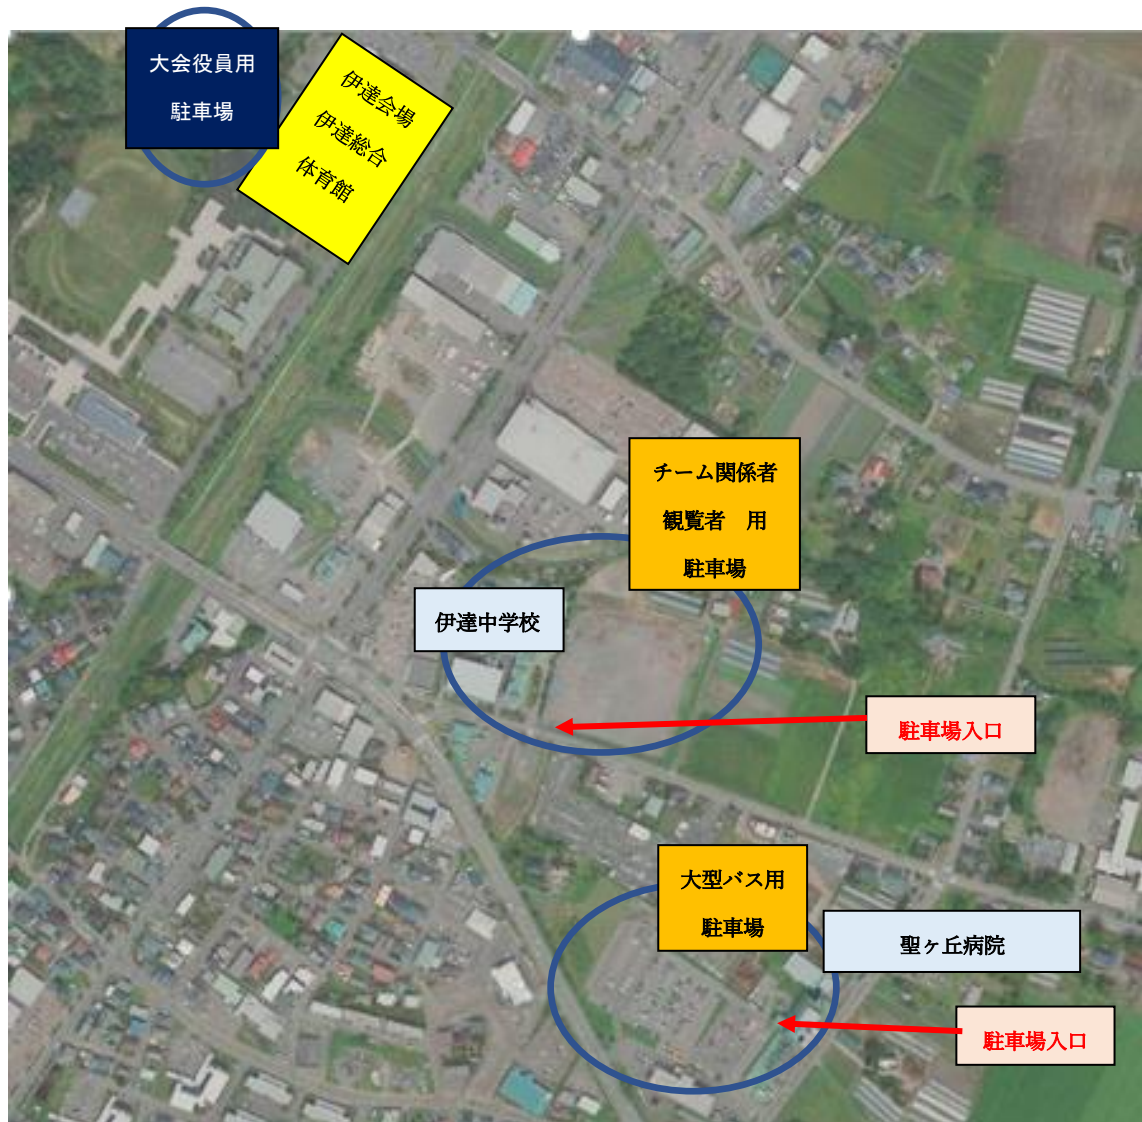 大会役員用
駐車場
伊達会場
伊達総合
体育館
チーム関係者
観覧者　用
駐車場
伊達中学校
駐車場入口
大型バス用
駐車場
聖ヶ丘病院
駐車場入口